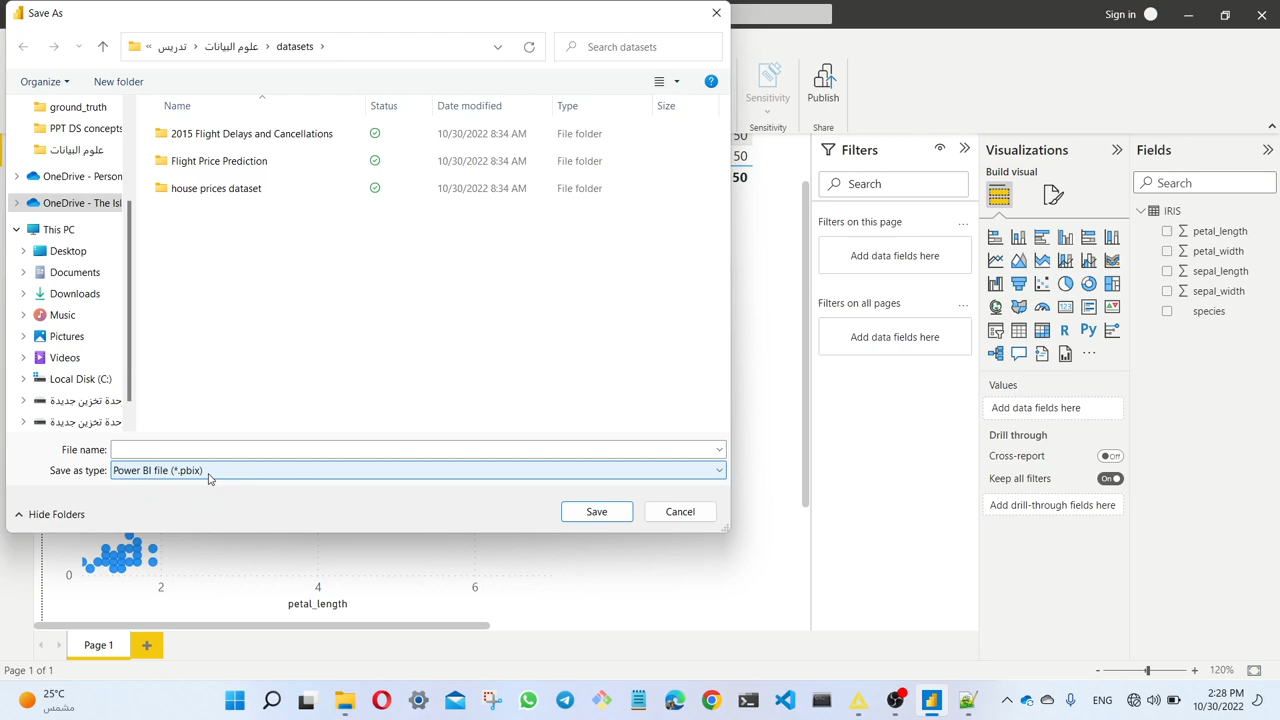 Save As
Sign in
«
تدريس
علوم البيانات
datasets
Search datasets
Organize
New folder
Sensitivity
Publish
Sensitivity
Share
ground_truth
PPT DS concepts
علوم البيانات
OneDrive - Person
OneDrive - The Isl
This PC
Desktop
Documents
Downloads
Music
Pictures
Videos
Local Disk (C:)
حدة تخزين جديدة
حدة تخزين جديدة
Name Status Date modified Type Size
2015 Flight Delays and Cancellations 10/30/2022 8:34 AM File folder
Flight Price Prediction 10/30/2022 8:34 AM File folder
house prices dataset 10/30/2022 8:34 AM File folder
File name:
Save as type: Power BI file (*.pbix)
Hide Folders
Save
Cancel
50
50
50
Filters
Search
Filters on this page
...
Add data fields here
Filters on all pages
...
Add data fields here
Visualizations
Build visual
123
R
Py
...
Values
Add data fields here
Drill through
Cross-report
Off
Keep all filters
On
Add drill-through fields here
Fields
Search
IRIS
petal_length
petal_width
sepal_length
sepal_width
species
0
2 4 6
petal_length
Page 1
Page 1 of 1
- + 120%
25°C
مشمس
ENG
2:28 PM
10/30/2022